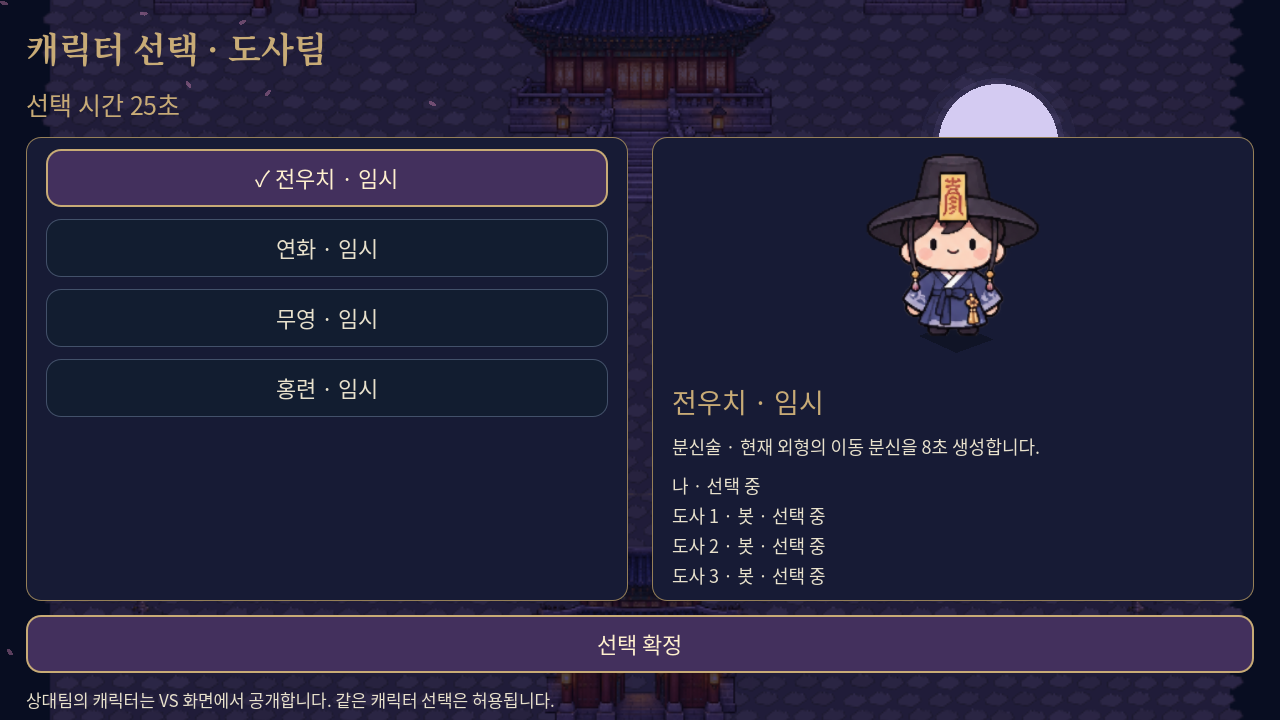 캐릭터 선택 · 도사팀
선택 시간 25초
✓ 전우치 · 임시
연화 · 임시
무영 · 임시
홍련 · 임시
전우치 · 임시
분신술 · 현재 외형의 이동 분신을 8초 생성합니다.
나 · 선택 중
도사 1 · 봇 · 선택 중
도사 2 · 봇 · 선택 중
도사 3 · 봇 · 선택 중
선택 확정
상대팀의 캐릭터는 VS 화면에서 공개합니다. 같은 캐릭터 선택은 허용됩니다.